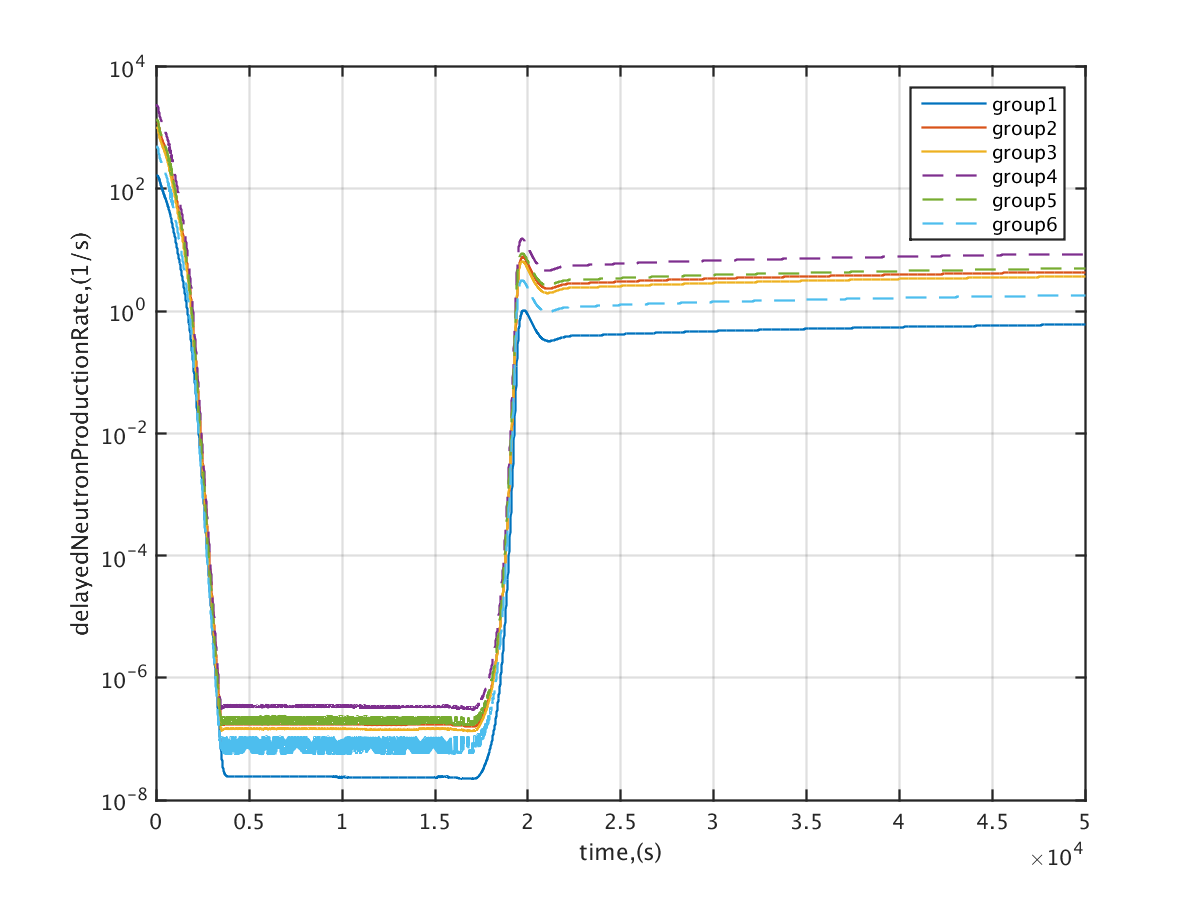 10^4
10^2
10^0
10^-2
10^-4
10^-6
10^-8
delayedNeutronProductionRate,(1/s)
group1
group2
group3
group4
group5
group6
0 0.5 1 1.5 2 2.5 3 3.5 4 4.5 5
time,(s)
×10^4